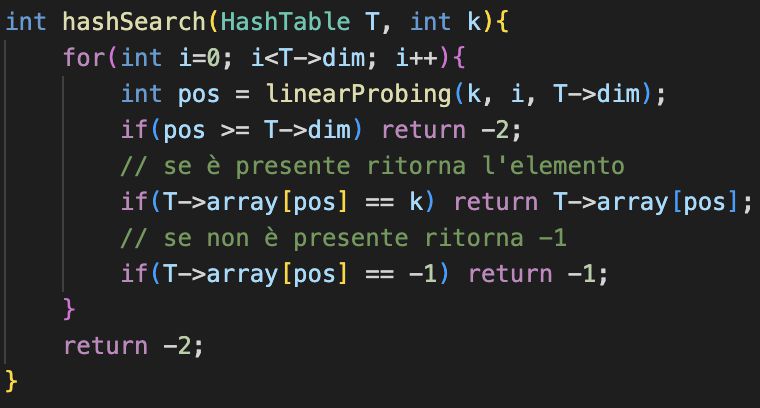 int hashSearch(HashTable T, int k){
    for(int i=0; i<T->dim; i++){
        int pos = linearProbing(k, i, T->dim);
        if(pos >= T->dim) return -2;
        // se è presente ritorna l'elemento
        if(T->array[pos] == k) return T->array[pos];
        // se non è presente ritorna -1
        if(T->array[pos] == -1) return -1;
    }
    return -2;
}